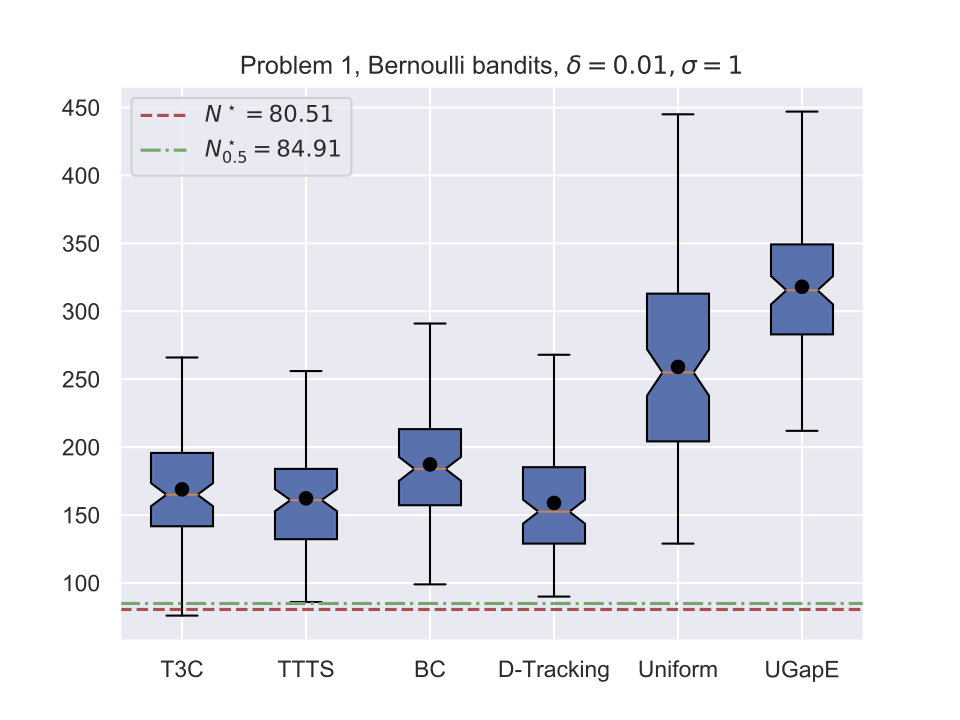 Problem 1, Bernoulli bandits, δ = 0.01, σ = 1
N⋆ = 80.51
N⋆0.5 = 84.91
450
400
350
300
250
200
150
100
T3C TTTS BC D-Tracking Uniform UGapE